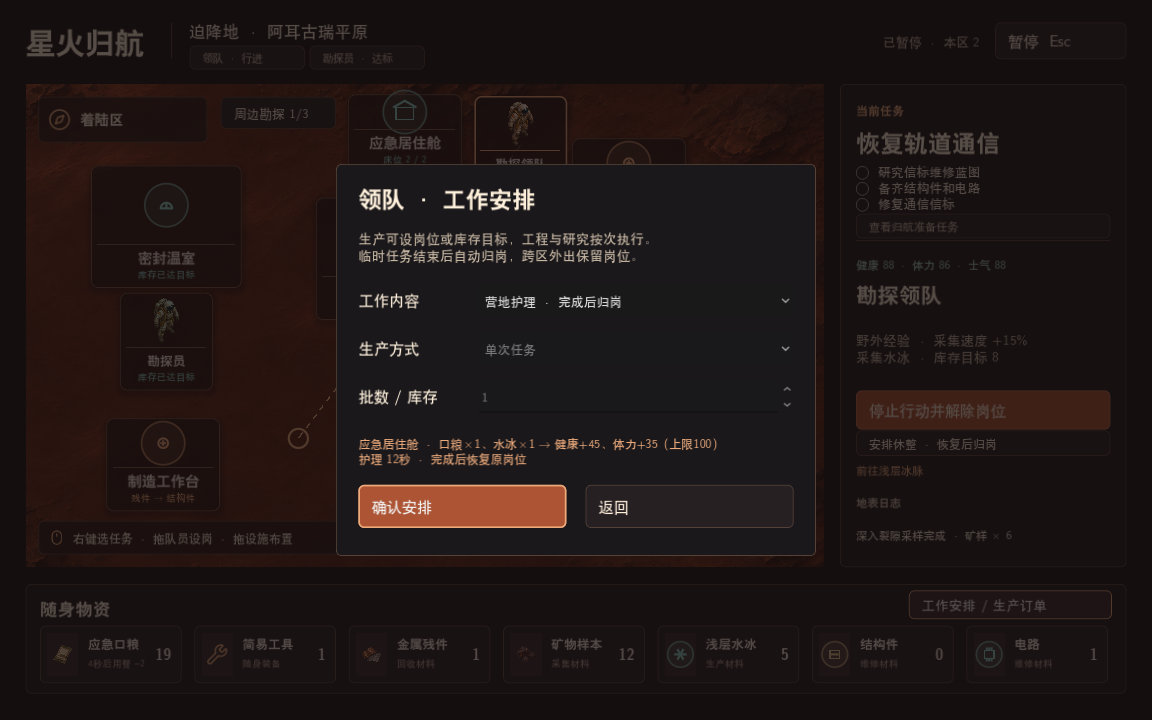 星火归航
迫降地 · 阿耳古瑞平原
领队 · 行进
勘探员 · 达标
已暂停 · 本区 2
暂停 Esc
着陆区
周边勘探 1/3
应急居住舱
床位 2 / 2
勘探领队
密封温室
库存已达目标
勘探员
库存已达目标
制造工作台
残件 → 结构件
右键选任务 · 拖队员设岗 · 拖设施布置
领队 · 工作安排
生产可设岗位或库存目标，工程与研究按次执行。
临时任务结束后自动归岗，跨区外出保留岗位。
工作内容
营地护理 · 完成后归岗
生产方式
单次任务
批数 / 库存
1
应急居住舱 · 口粮×1、水冰×1 → 健康+45、体力+35（上限100）
护理 12秒 · 完成后恢复原岗位
确认安排
返回
当前任务
恢复轨道通信
研究信标维修蓝图
备齐结构件和电路
修复通信信标
查看归航准备任务
健康 88 · 体力 86 · 士气 88
勘探领队
野外经验 · 采集速度 +15%
采集水冰 · 库存目标 8
停止行动并解除岗位
安排休整 · 恢复后归岗
前往浅层冰脉
地表日志
深入裂隙采样完成 · 矿样 × 6
随身物资
工作安排 / 生产订单
应急口粮
19
简易工具
随身装备
1
金属残件
回收材料
1
矿物样本
采集材料
12
浅层水冰
生产材料
5
结构件
维修材料
0
电路
维修材料
1